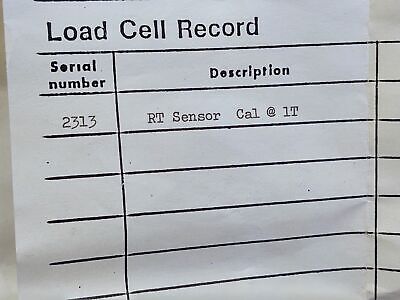 Load Cell Record
Serial number
Description
2313
RT Sensor Cal @ 1T